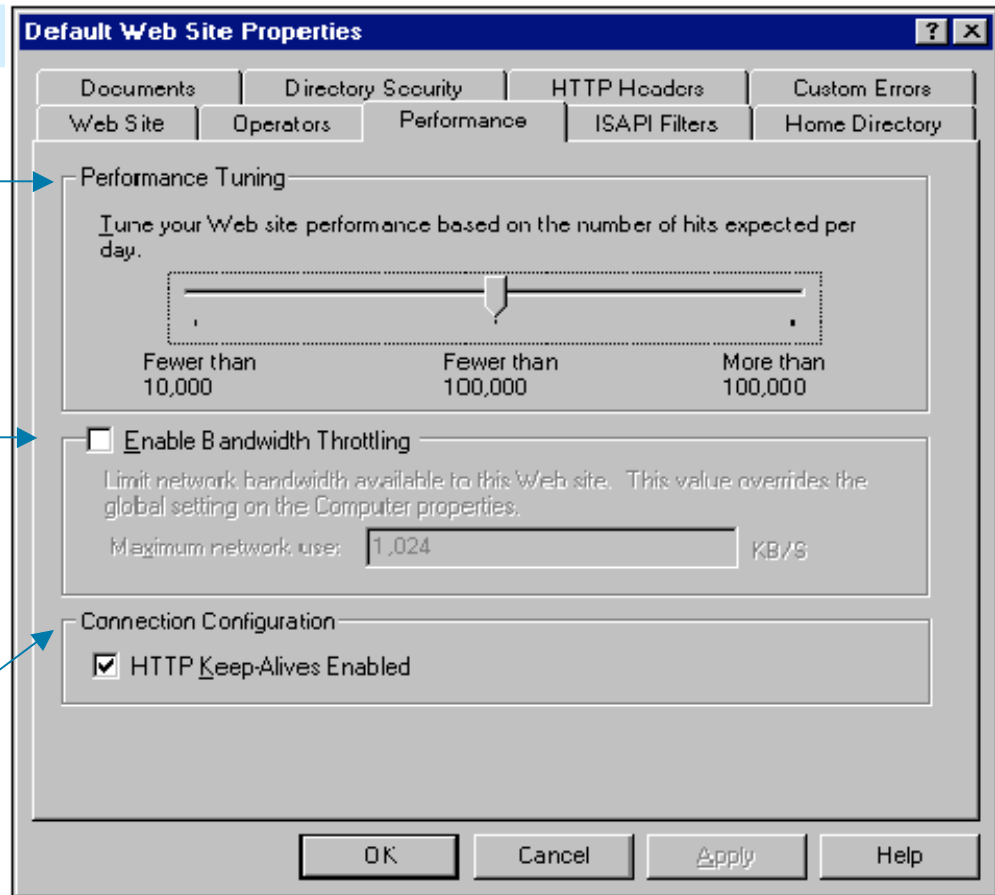 Default Web Site Properties
Documents
Directory Security
HTTP Headers
Custom Errors
Web Site
Operators
Performance
ISAPI Filters
Home Directory
Performance Tuning
Tune your Web site performance based on the number of hits expected per
day.
Fewer than
10,000
Fewer than
100,000
More than
100,000
Enable Bandwidth Throttling
Limit network bandwidth available to this Web site. This value overrides the
global setting on the Computer properties.
Maximum network use: 1,024 KB/S
Connection Configuration
HTTP Keep-Alives Enabled
OK
Cancel
Apply
Help